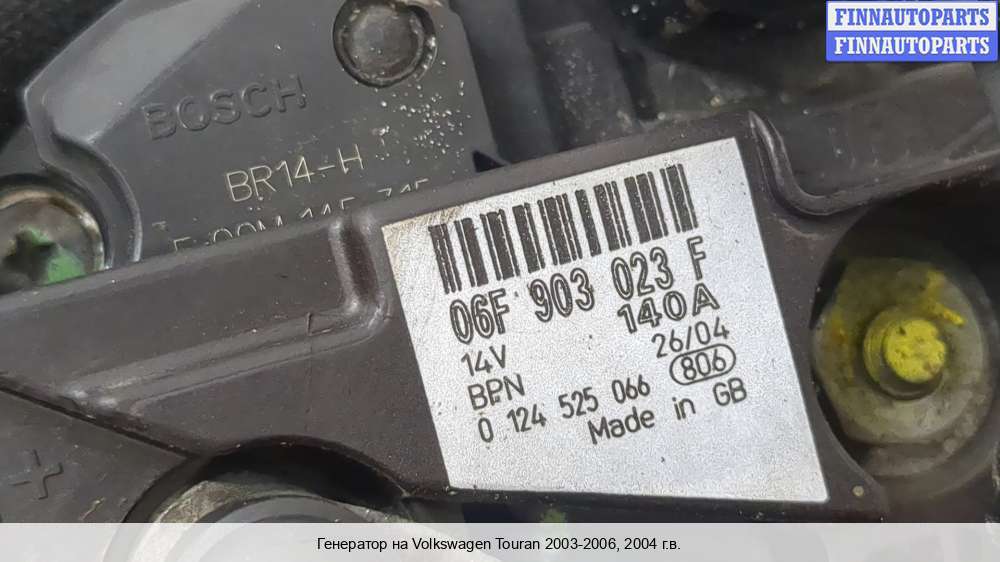 FINNAUTOPARTS
FINNAUTOPARTS
BOSCH
BR14-H
06F 903 023 F
140A
14V 26/04
BPN 806
0 124 525 066
Made in GB
+
Генератор на Volkswagen Touran 2003-2006, 2004 г.в.